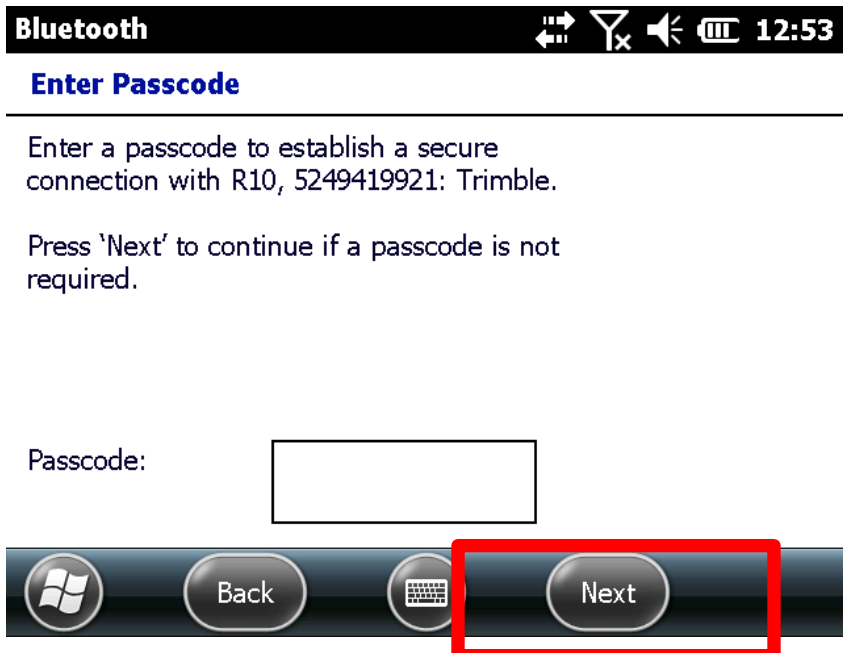 Bluetooth 12:53
Enter Passcode
Enter a passcode to establish a secure
connection with R10, 5249419921: Trimble.
Press ‘Next’ to continue if a passcode is not
required.
Passcode:
Back Next